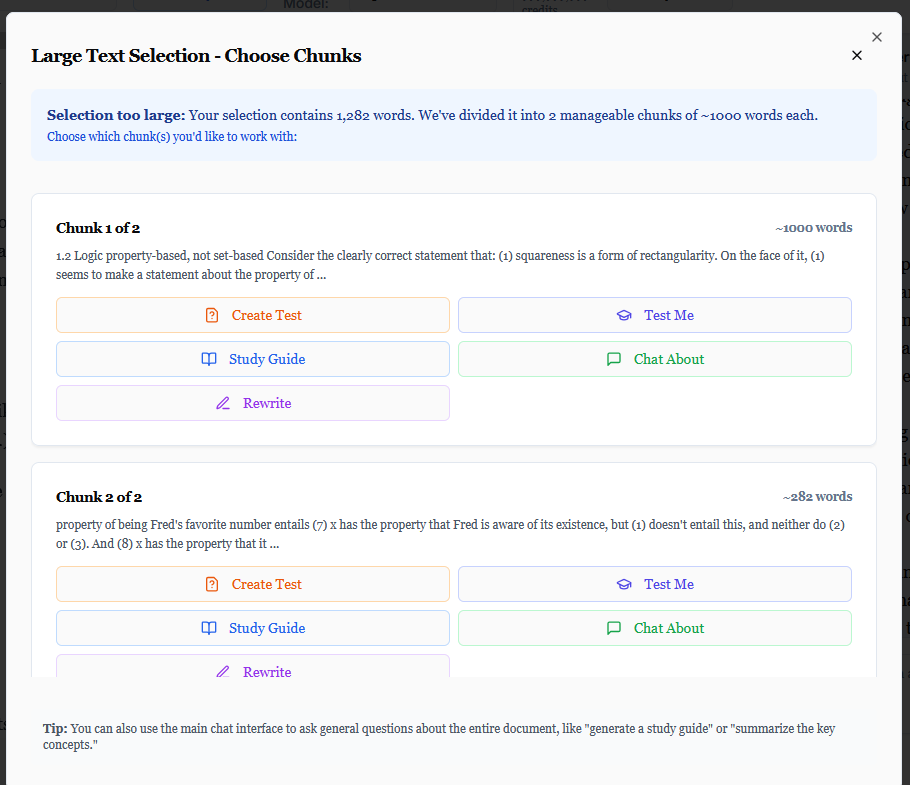 Model:
credits
Large Text Selection - Choose Chunks
Selection too large: Your selection contains 1,282 words. We've divided it into 2 manageable chunks of ~1000 words each.
Choose which chunk(s) you'd like to work with:
Chunk 1 of 2
~1000 words
1.2 Logic property-based, not set-based Consider the clearly correct statement that: (1) squareness is a form of rectangularity. On the face of it, (1)
seems to make a statement about the property of ...
Create Test
Test Me
Study Guide
Chat About
Rewrite
Chunk 2 of 2
~282 words
property of being Fred's favorite number entails (7) x has the property that Fred is aware of its existence, but (1) doesn't entail this, and neither do (2)
or (3). And (8) x has the property that it ...
Create Test
Test Me
Study Guide
Chat About
Rewrite
Tip: You can also use the main chat interface to ask general questions about the entire document, like "generate a study guide" or "summarize the key
concepts."